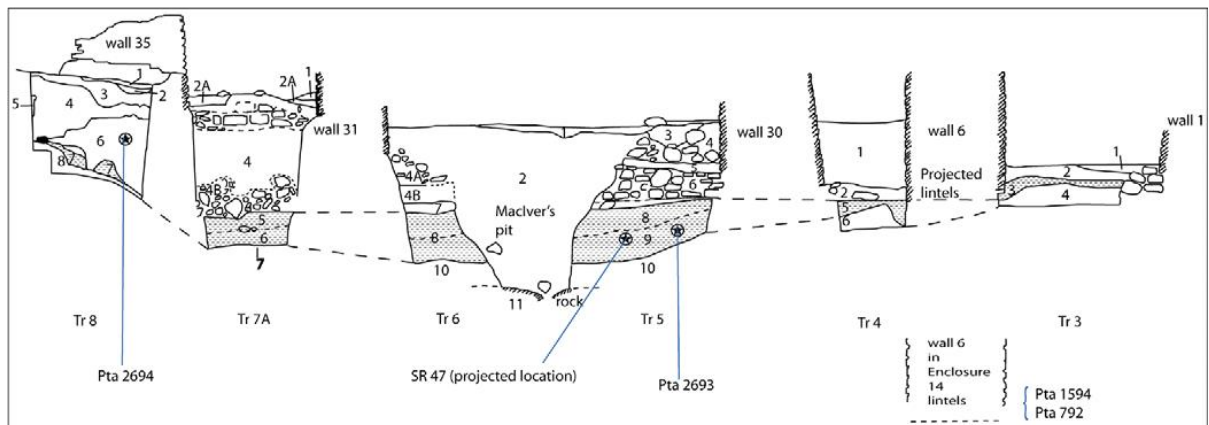 wall 35
1
2
3
4
5
6
8
2A
2A
1
wall 31
4
4B
5
6
7
4A
4B
8
10
2
MacIver's
pit
11
rock
3
4
6
8
9
10
wall 30
1
2
5
6
wall 6
Projected
lintels
1
2
3
4
wall 1
Tr 8
Tr 7A
Tr 6
Tr 5
Tr 4
Tr 3
Pta 2694
SR 47 (projected location)
Pta 2693
wall 6
in
Enclosure
14
lintels
Pta 1594
Pta 792